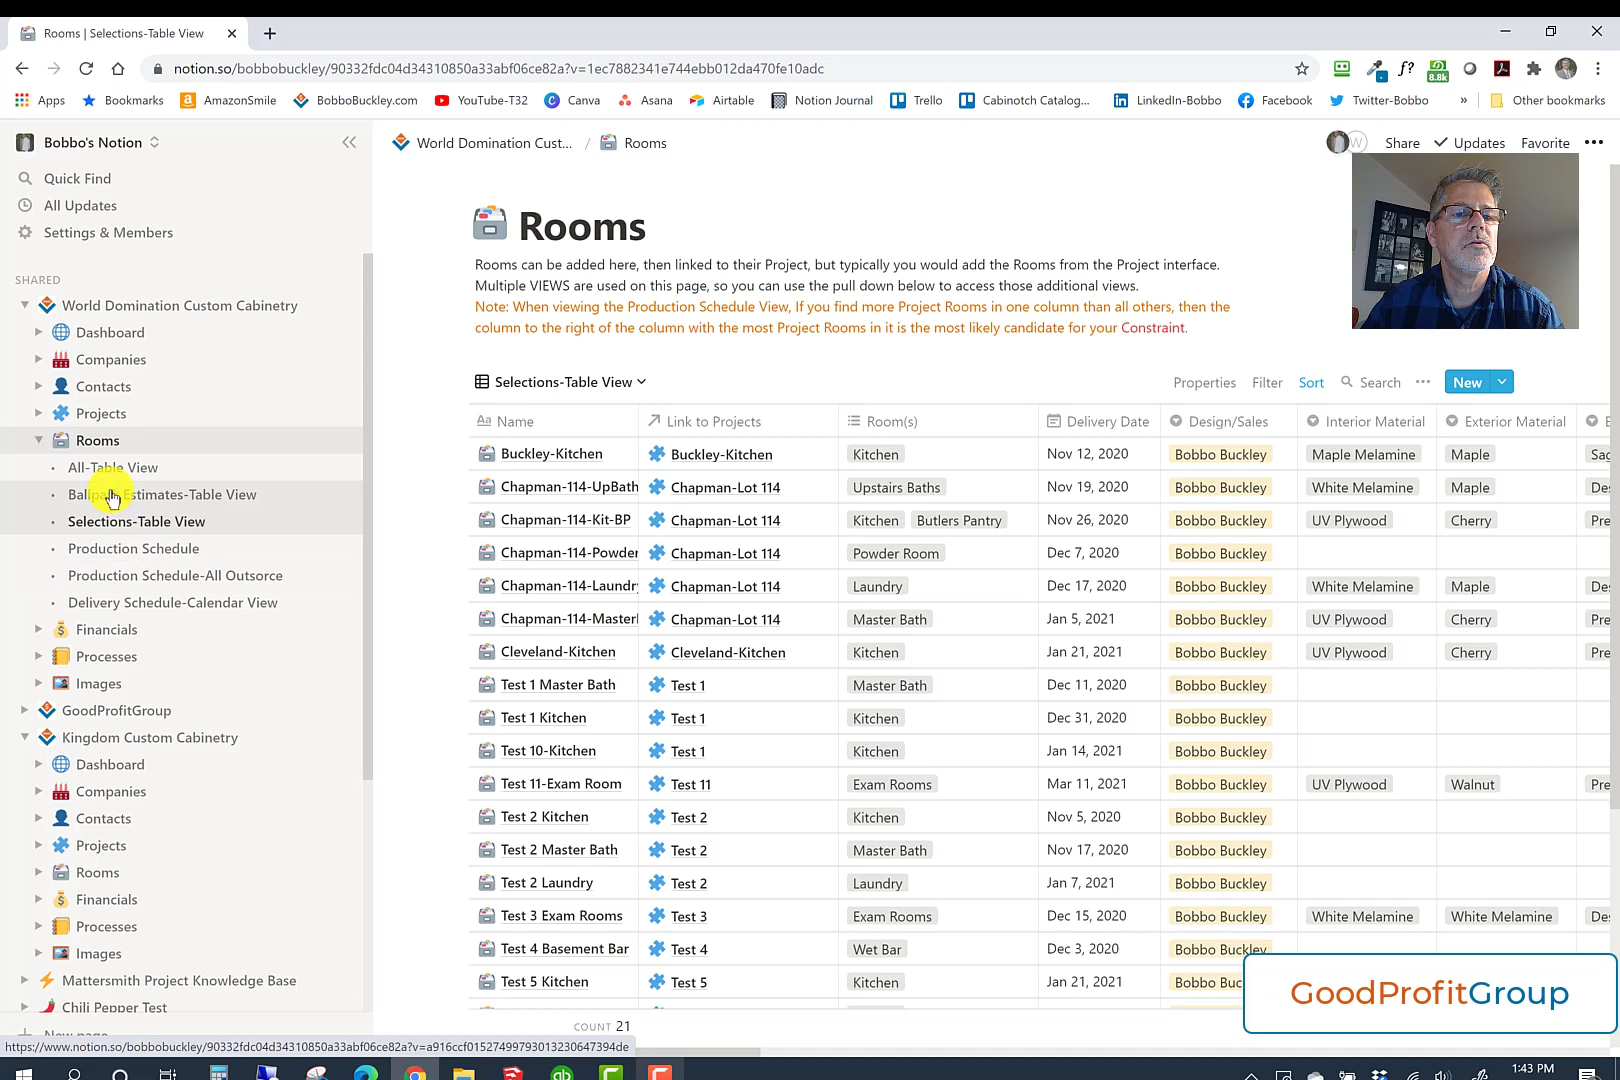 Rooms | Selections-Table View
notion.so/bobbobuckley/90332fdc04d34310850a33abf06ce82a?v=1ec7882341e744ebb012da470fe10adc
f?
8.8k
Apps
Bookmarks
AmazonSmile
BobboBuckley.com
YouTube-T32
Canva
Asana
Airtable
Notion Journal
Trello
Cabinotch Catalog...
LinkedIn-Bobbo
Facebook
Twitter-Bobbo
»
Other bookmarks
Bobbo's Notion
Quick Find
All Updates
Settings & Members
SHARED
World Domination Custom Cabinetry
Dashboard
Companies
Contacts
Projects
Rooms
All-Table View
Ballpark Estimates-Table View
Selections-Table View
Production Schedule
Production Schedule-All Outsorce
Delivery Schedule-Calendar View
Financials
Processes
Images
GoodProfitGroup
Kingdom Custom Cabinetry
Dashboard
Companies
Contacts
Projects
Rooms
Financials
Processes
Images
Mattersmith Project Knowledge Base
Chili Pepper Test
New page
World Domination Cust... / Rooms
W
Share
Updates
Favorite
Rooms
Rooms can be added here, then linked to their Project, but typically you would add the Rooms from the Project interface.
Multiple VIEWS are used on this page, so you can use the pull down below to access those additional views.
Note: When viewing the Production Schedule View, If you find more Project Rooms in one column than all others, then the
column to the right of the column with the most Project Rooms in it is the most likely candidate for your Constraint.
Selections-Table View
Properties Filter Sort Search New
Aa Name Link to Projects Room(s) Delivery Date Design/Sales Interior Material Exterior Material
Buckley-Kitchen Buckley-Kitchen Kitchen Nov 12, 2020 Bobbo Buckley Maple Melamine Maple Sag
Chapman-114-UpBath Chapman-Lot 114 Upstairs Baths Nov 19, 2020 Bobbo Buckley White Melamine Maple Des
Chapman-114-Kit-BP Chapman-Lot 114 Kitchen Butlers Pantry Nov 26, 2020 Bobbo Buckley UV Plywood Cherry Pre
Chapman-114-Powder Chapman-Lot 114 Powder Room Dec 7, 2020 Bobbo Buckley
Chapman-114-Laundry Chapman-Lot 114 Laundry Dec 17, 2020 Bobbo Buckley White Melamine Maple Des
Chapman-114-Master Chapman-Lot 114 Master Bath Jan 5, 2021 Bobbo Buckley UV Plywood Cherry Pre
Cleveland-Kitchen Cleveland-Kitchen Kitchen Jan 21, 2021 Bobbo Buckley UV Plywood Cherry Pre
Test 1 Master Bath Test 1 Master Bath Dec 11, 2020 Bobbo Buckley
Test 1 Kitchen Test 1 Kitchen Dec 31, 2020 Bobbo Buckley
Test 10-Kitchen Test 1 Kitchen Jan 14, 2021 Bobbo Buckley
Test 11-Exam Room Test 11 Exam Rooms Mar 11, 2021 Bobbo Buckley UV Plywood Walnut Pre
Test 2 Kitchen Test 2 Kitchen Nov 5, 2020 Bobbo Buckley
Test 2 Master Bath Test 2 Master Bath Nov 17, 2020 Bobbo Buckley
Test 2 Laundry Test 2 Laundry Jan 7, 2021 Bobbo Buckley
Test 3 Exam Rooms Test 3 Exam Rooms Dec 15, 2020 Bobbo Buckley White Melamine White Melamine Des
Test 4 Basement Bar Test 4 Wet Bar Dec 3, 2020 Bobbo Buckley
Test 5 Kitchen Test 5 Kitchen Jan 21, 2021 Bobbo Buc
COUNT 21
GoodProfitGroup
https://www.notion.so/bobbobuckley/90332fdc04d34310850a33abf06ce82a?v=a916ccf01527499793013230647394de
1:43 PM